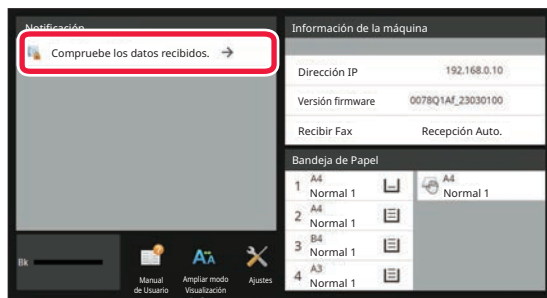 Notificación
Compruebe los datos recibidos. →
Información de la máquina
Dirección IP 192.168.0.10
Versión firmware 0078Q1Af_23030100
Recibir Fax Recepción Auto.
Bandeja de Papel
1 A4
Normal 1
A4
Normal 1
2 A4
Normal 1
3 B4
Normal 1
4 A3
Normal 1
Bk
Manual
de Usuario
Ampliar modo
Visualización
Ajustes